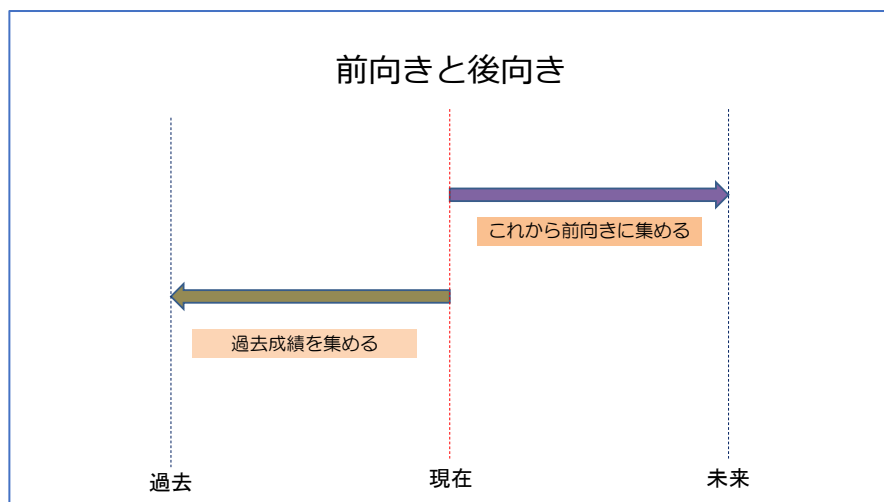 前向きと後向き
これから前向きに集める
過去成績を集める
過去
現在
未来